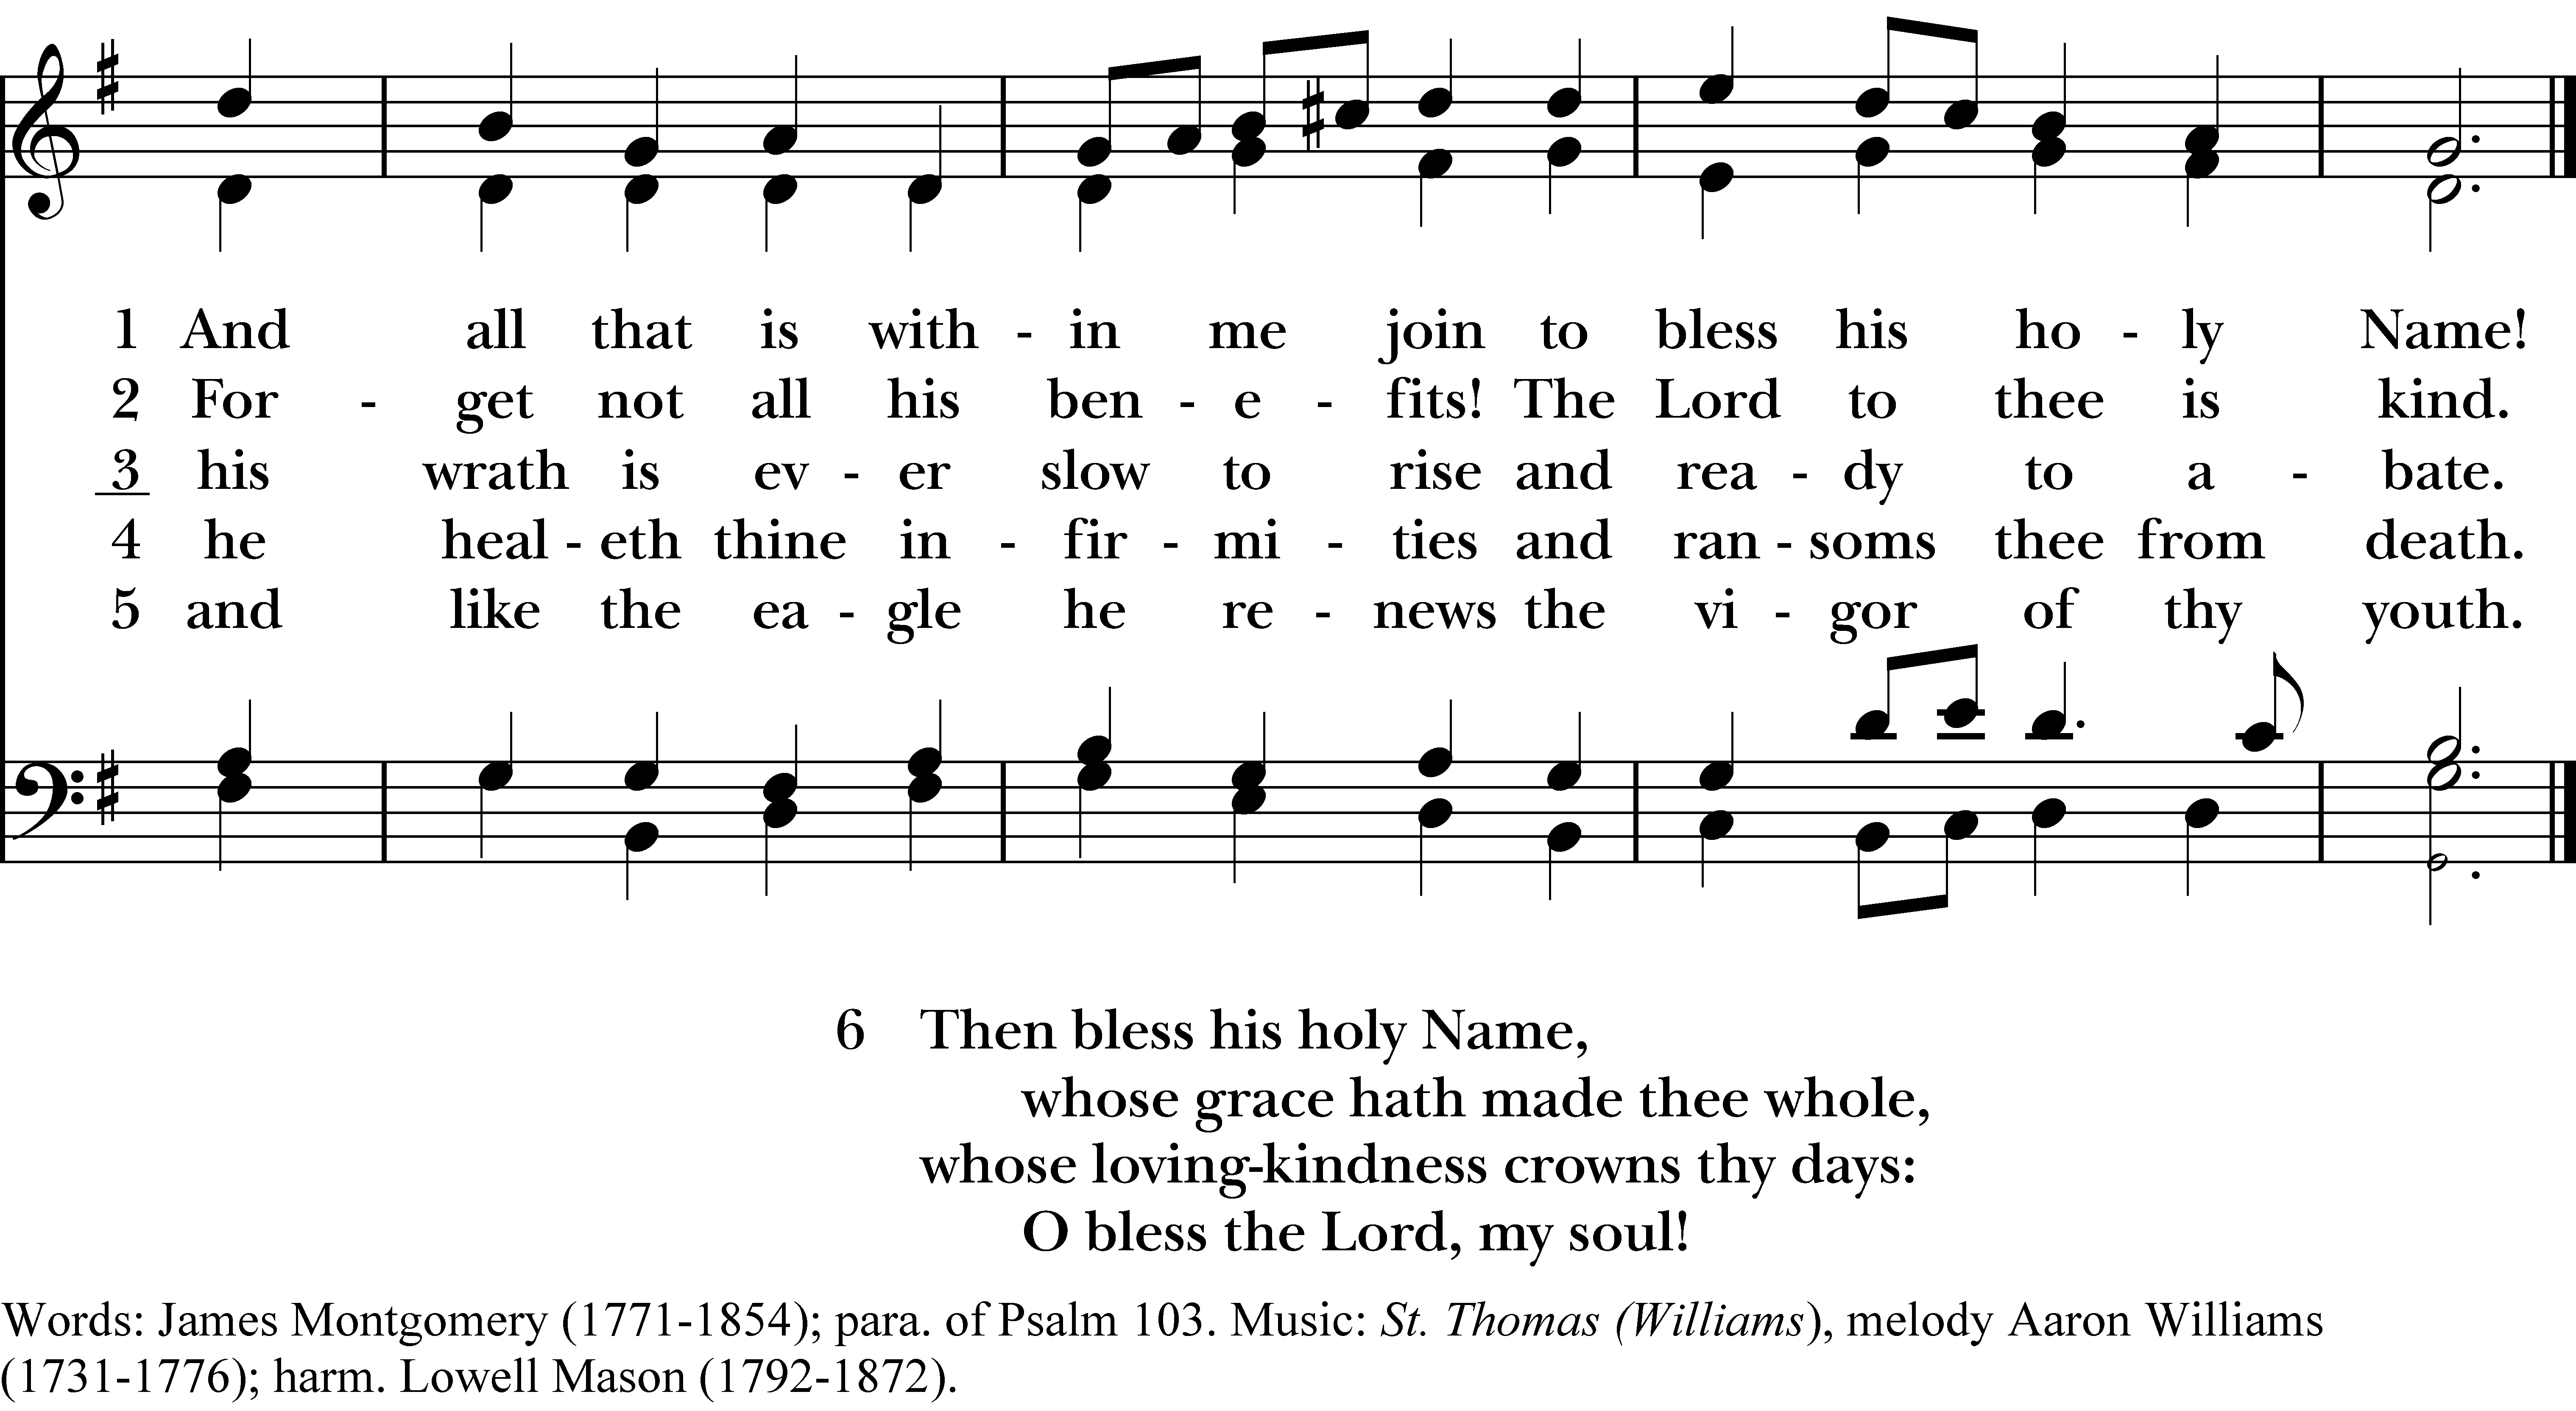 1 And all that is with - in me join to bless his ho - ly Name!
2 For - get not all his ben - e - fits! The Lord to thee is kind.
3 his wrath is ev - er slow to rise and rea - dy to a - bate.
4 he heal - eth thine in - fir - mi - ties and ran - soms thee from death.
5 and like the ea - gle he re - news the vi - gor of thy youth.
6 Then bless his holy Name,
whose grace hath made thee whole,
whose loving-kindness crowns thy days:
O bless the Lord, my soul!
Words: James Montgomery (1771-1854); para. of Psalm 103. Music: St. Thomas (Williams), melody Aaron Williams
(1731-1776); harm. Lowell Mason (1792-1872).